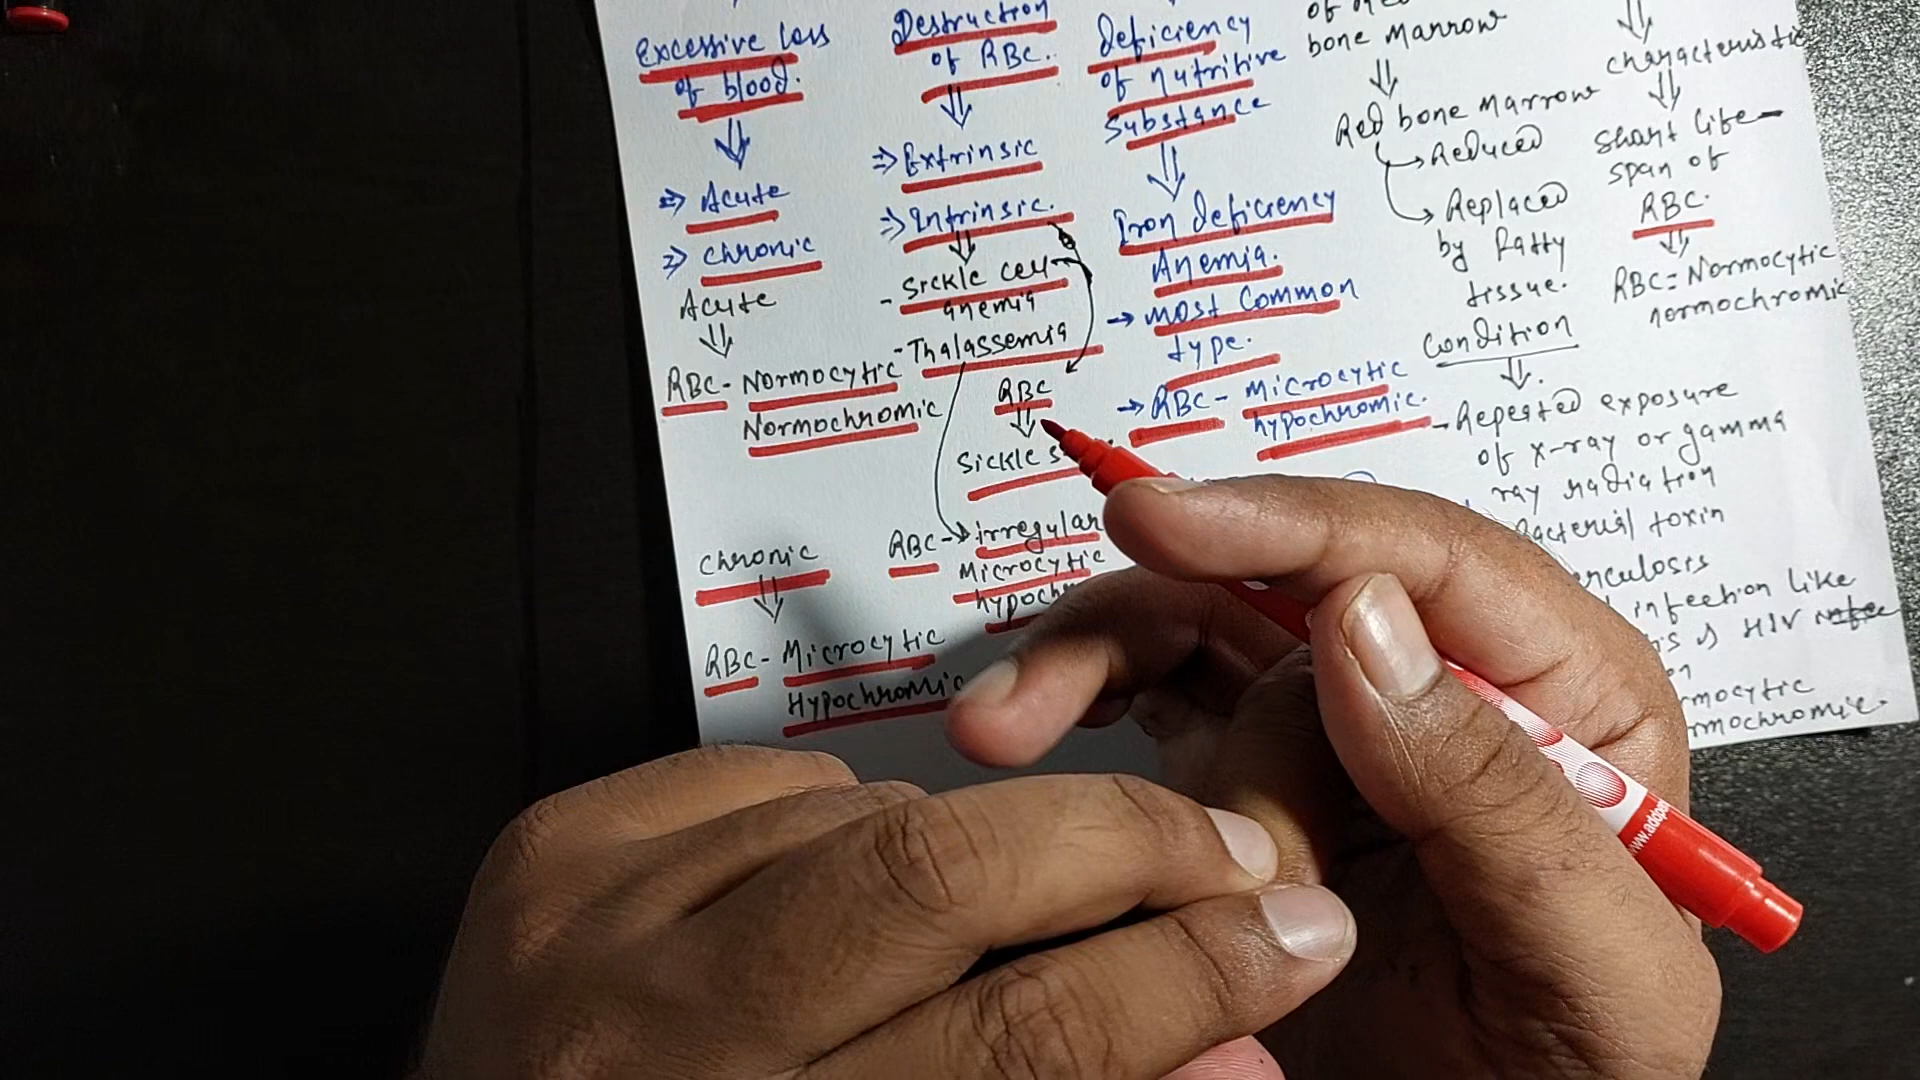 Excessive loss
of blood.
⇒ Acute
⇒ chronic
Acute
RBC - Normocytic
Normochromic
chronic
RBC - Microcytic
Hypochromic
Destruction
of RBC.
⇒ Extrinsic
⇒ Intrinsic.
- Sickle cell
anemia
- Thalassemia
RBC
Sickle
RBC → irregular
Microcytic
deficiency
of nutritive
Substance
Iron deficiency
Anemia.
→ most Common
type.
→ RBC - Microcytic
hypochromic.
bone marrow
Red bone marrow
→ Reduced
→ Replaced
by Fatty
tissue.
Condition
- Repeated exposure
of x-ray or gamma
ray radiation
toxin
infection like
HIV
characteristic
short life-
span of
RBC.
RBC = Normocytic
normochromic